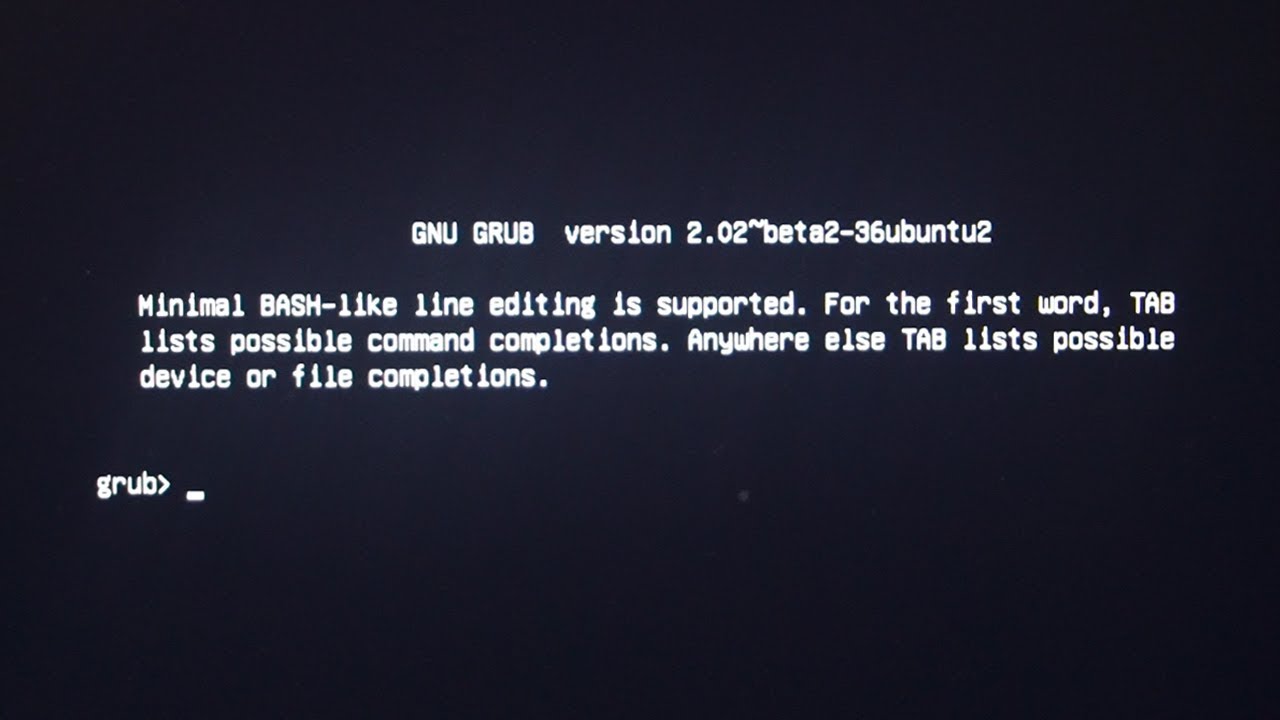 GNU GRUB  version 2.02~beta2-36ubuntu2
Minimal BASH-like line editing is supported. For the first word, TAB
lists possible command completions. Anywhere else TAB lists possible
device or file completions.
grub> _